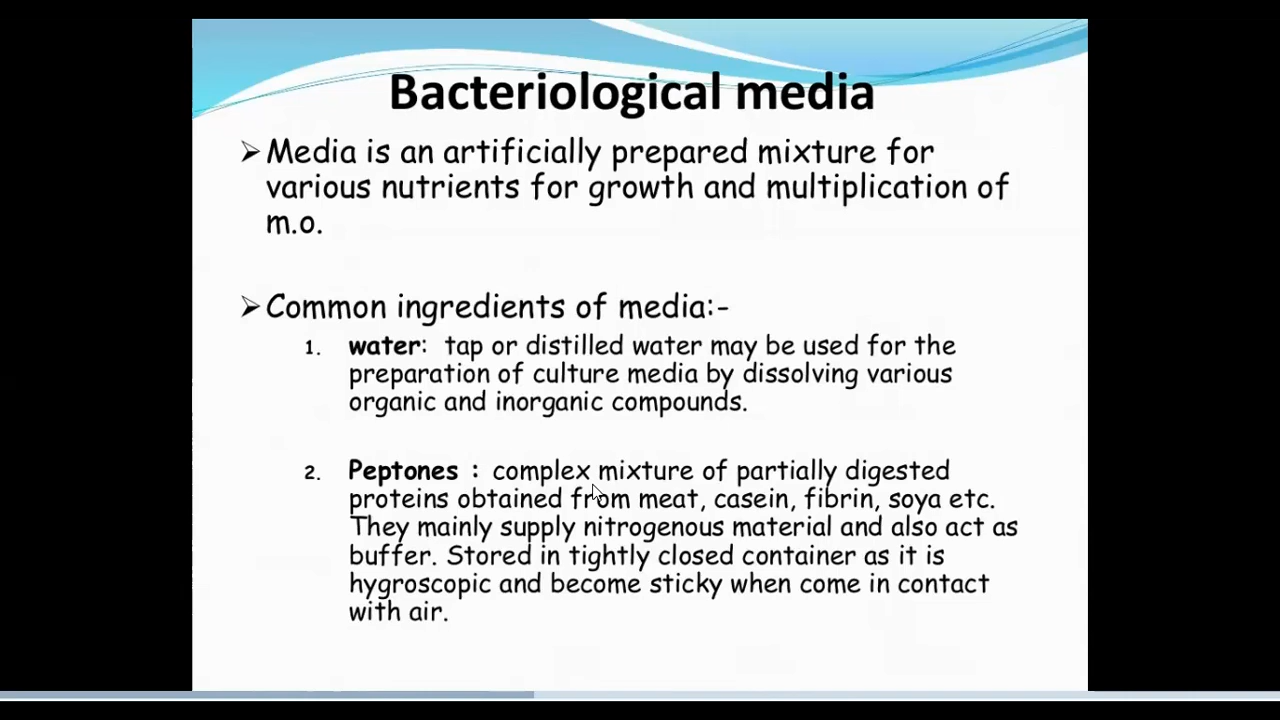 Bacteriological media
➢Media is an artificially prepared mixture for
various nutrients for growth and multiplication of
m.o.
➢Common ingredients of media:-
1. water: tap or distilled water may be used for the
preparation of culture media by dissolving various
organic and inorganic compounds.
2. Peptones : complex mixture of partially digested
proteins obtained from meat, casein, fibrin, soya etc.
They mainly supply nitrogenous material and also act as
buffer. Stored in tightly closed container as it is
hygroscopic and become sticky when come in contact
with air.